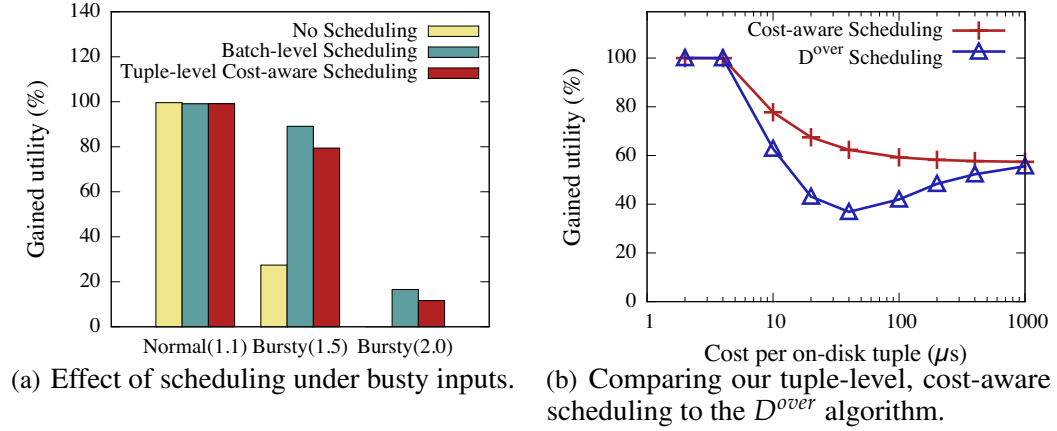 140
120
100
80
60
40
20
0
Gained utility (%)
No Scheduling
Batch-level Scheduling
Tuple-level Cost-aware Scheduling
Normal(1.1) Bursty(1.5) Bursty(2.0)
(a) Effect of scheduling under busty inputs.
120
100
80
60
40
20
0
Gained utility (%)
Cost-aware Scheduling
D^over Scheduling
1 10 100 1000
Cost per on-disk tuple (μs)
(b) Comparing our tuple-level, cost-aware
scheduling to the D^over algorithm.